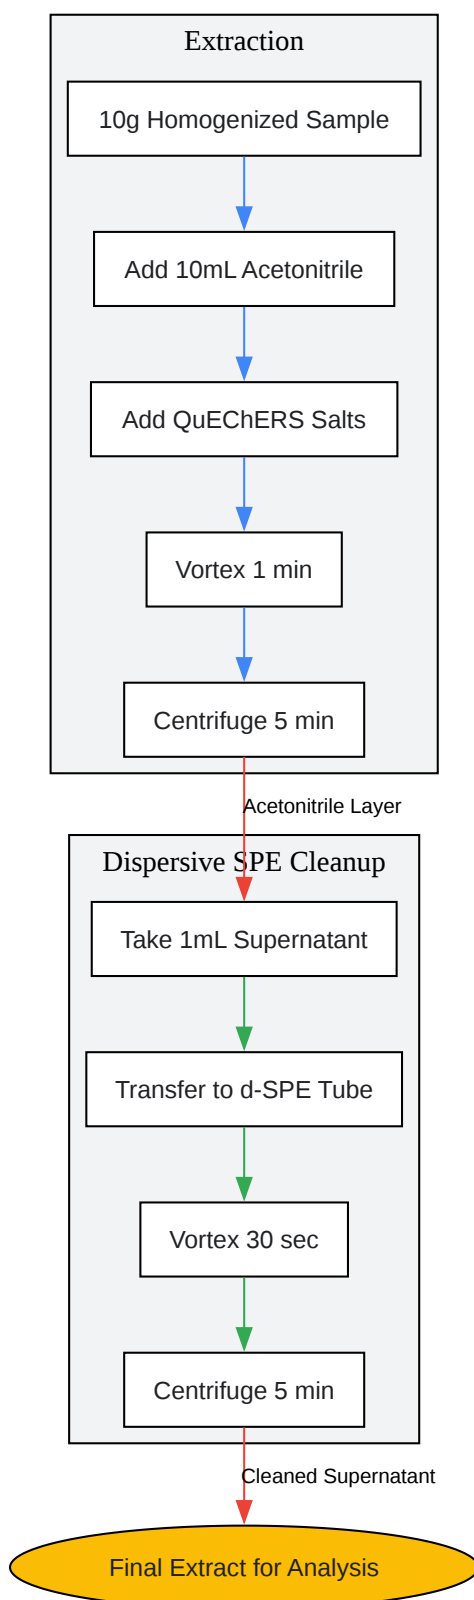 Extraction
10g Homogenized Sample
Add 10mL Acetonitrile
Add QuEChERS Salts
Vortex 1 min
Centrifuge 5 min
Acetonitrile Layer
Dispersive SPE Cleanup
Take 1mL Supernatant
Transfer to d-SPE Tube
Vortex 30 sec
Centrifuge 5 min
Cleaned Supernatant
Final Extract for Analysis